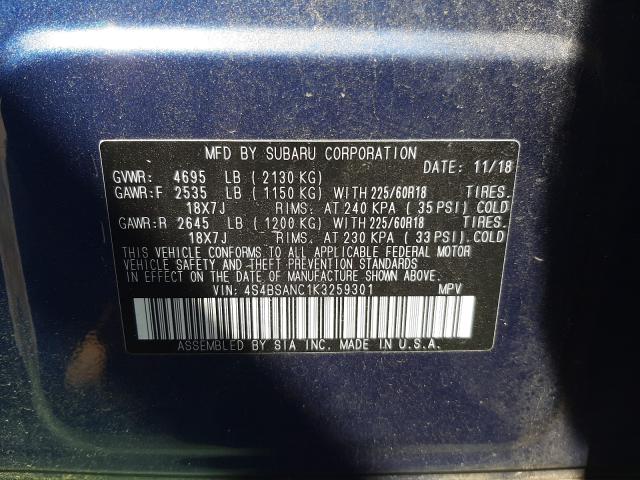 MFD BY SUBARU CORPORATION
GVWR: 4695 LB ( 2130 KG) DATE: 11/18
GAWR:F 2535 LB ( 1150 KG) WITH 225/60R18 TIRES.
18X7J RIMS. AT 240 KPA ( 35 PSI) COLD
GAWR:R 2645 LB ( 1200 KG) WITH 225/60R18 TIRES.
18X7J RIMS. AT 230 KPA ( 33 PSI). COLD
THIS VEHICLE CONFORMS TO ALL APPLICABLE FEDERAL MOTOR
VEHICLE SAFETY AND THEFT PREVENTION STANDARDS
IN EFFECT ON THE DATE OF MANUFACTURE SHOWN ABOVE.
VIN: 4S4BSANC1K3259301 MPV
ASSEMBLED BY SIA INC. MADE IN U.S.A.